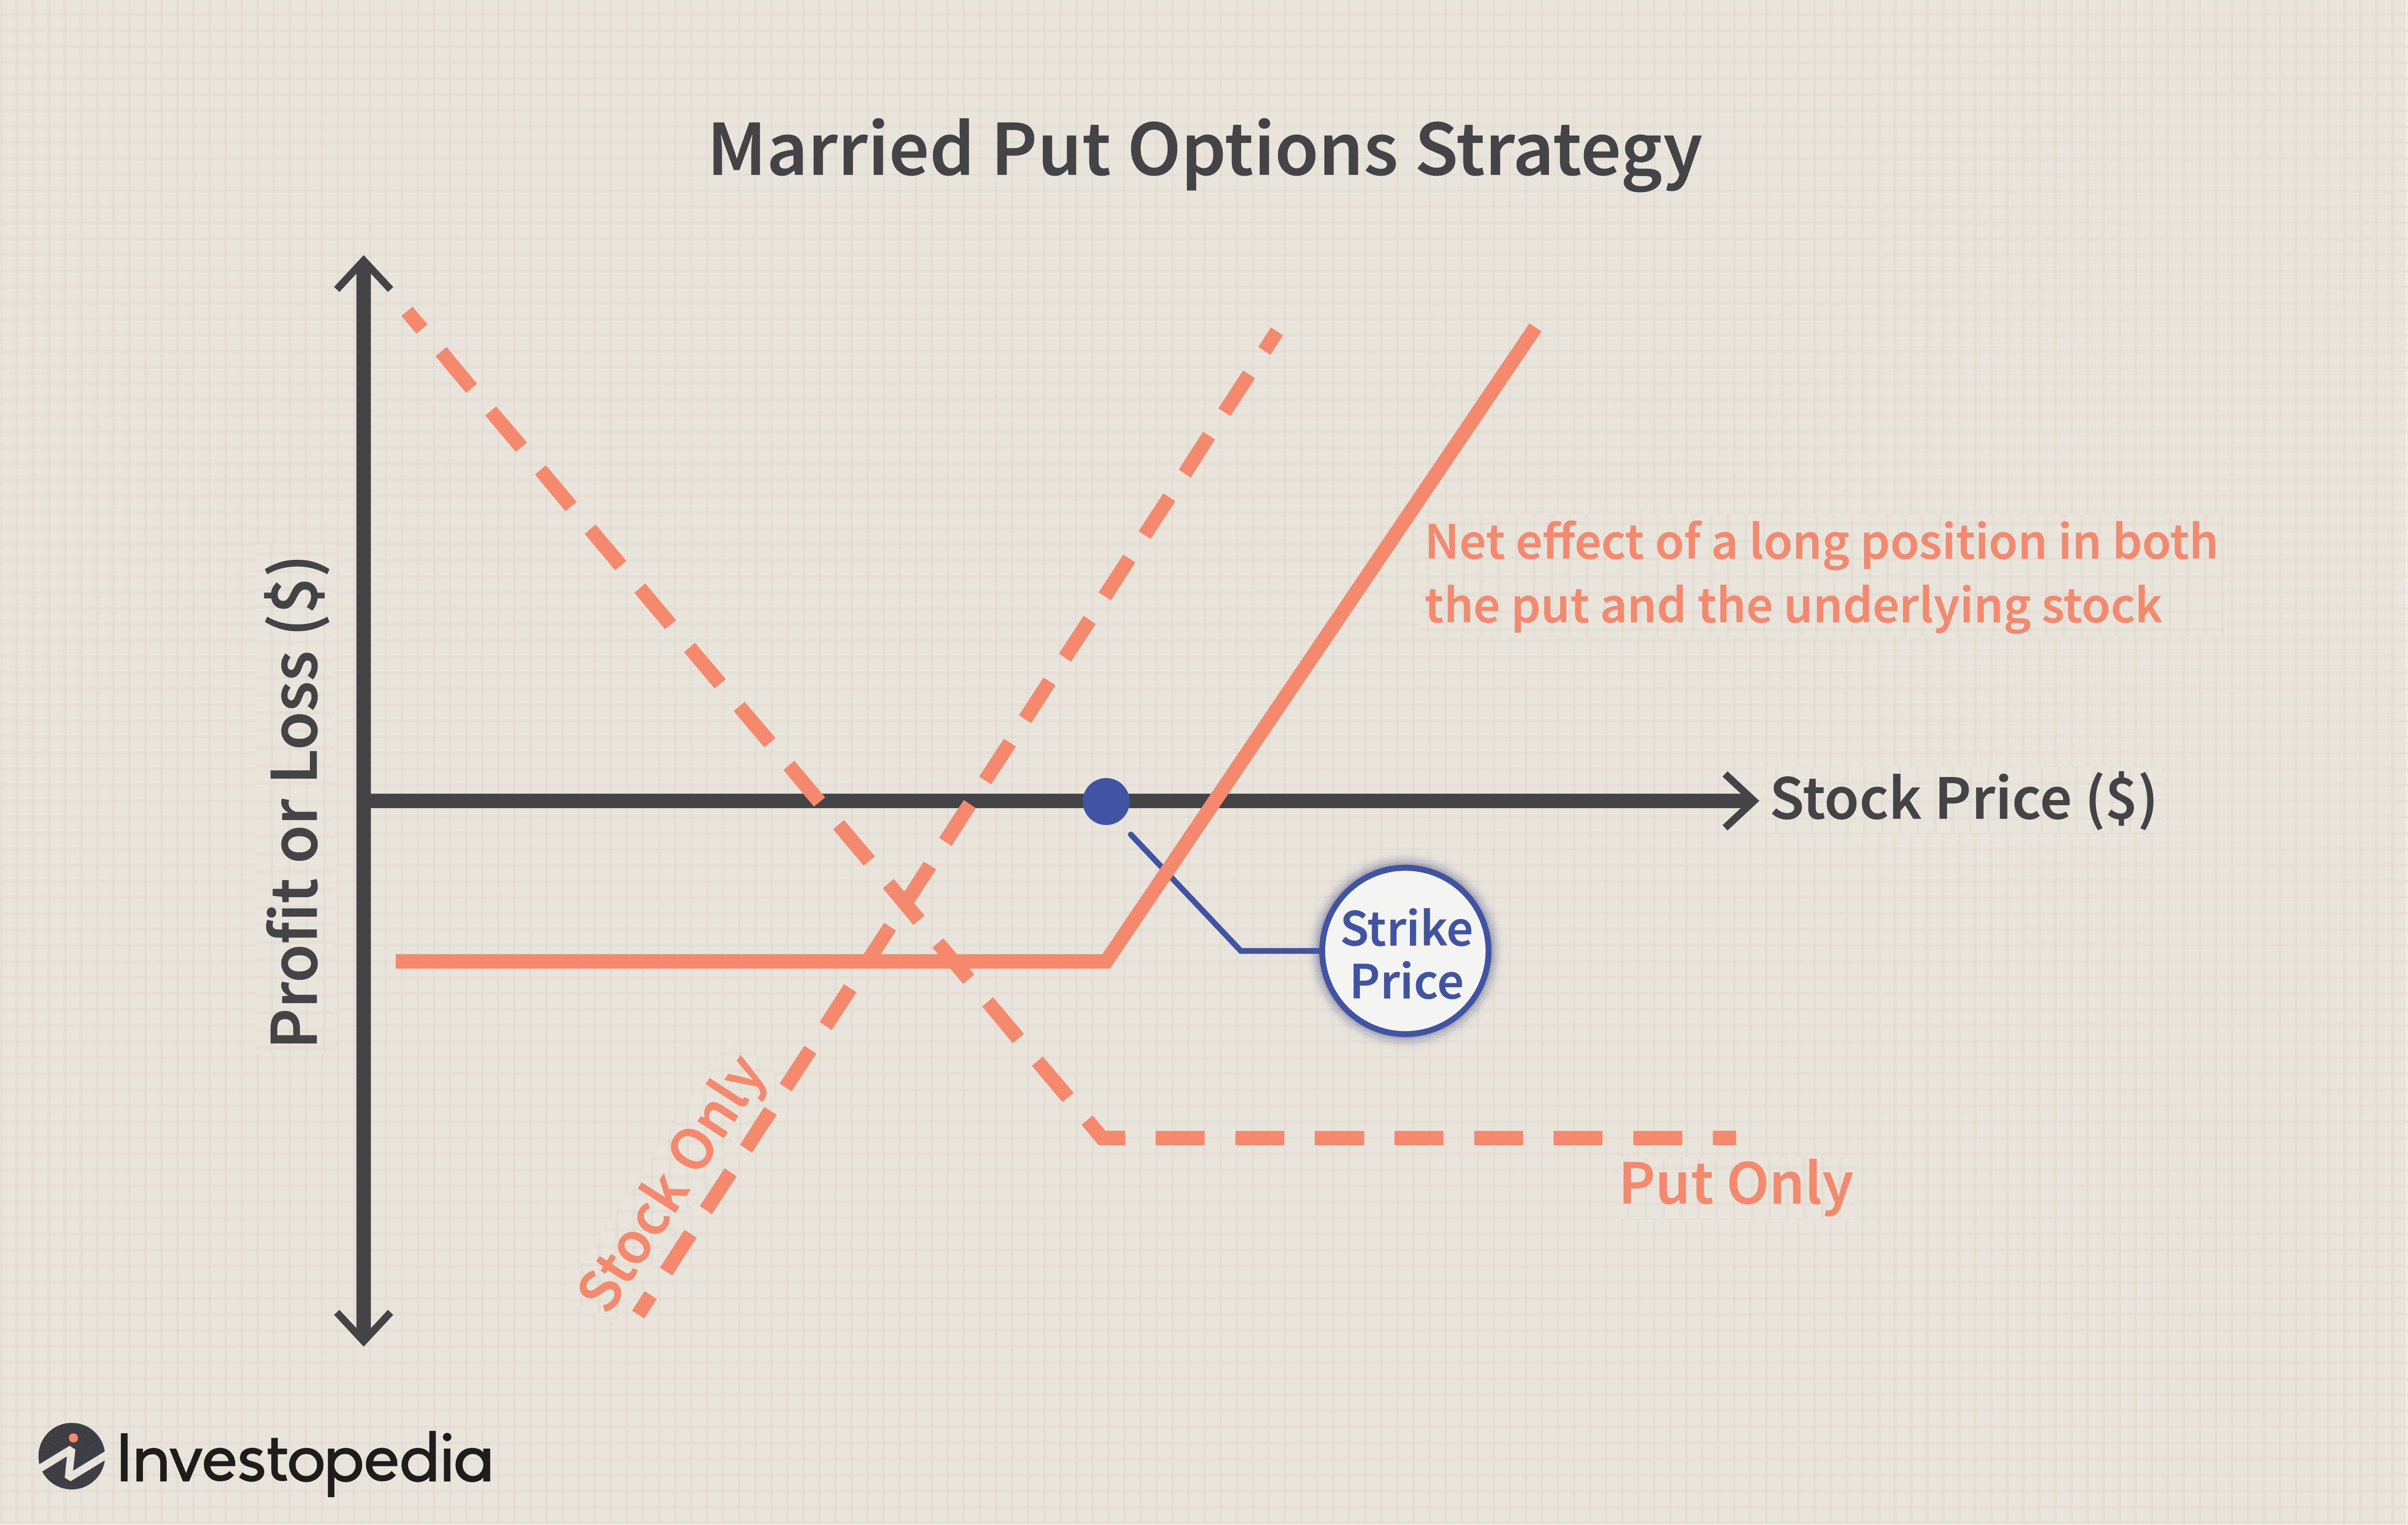 Married Put Options Strategy
Profit or Loss ($)
Net effect of a long position in both
the put and the underlying stock
Stock Price ($)
Strike
Price
Stock Only
Put Only
Investopedia